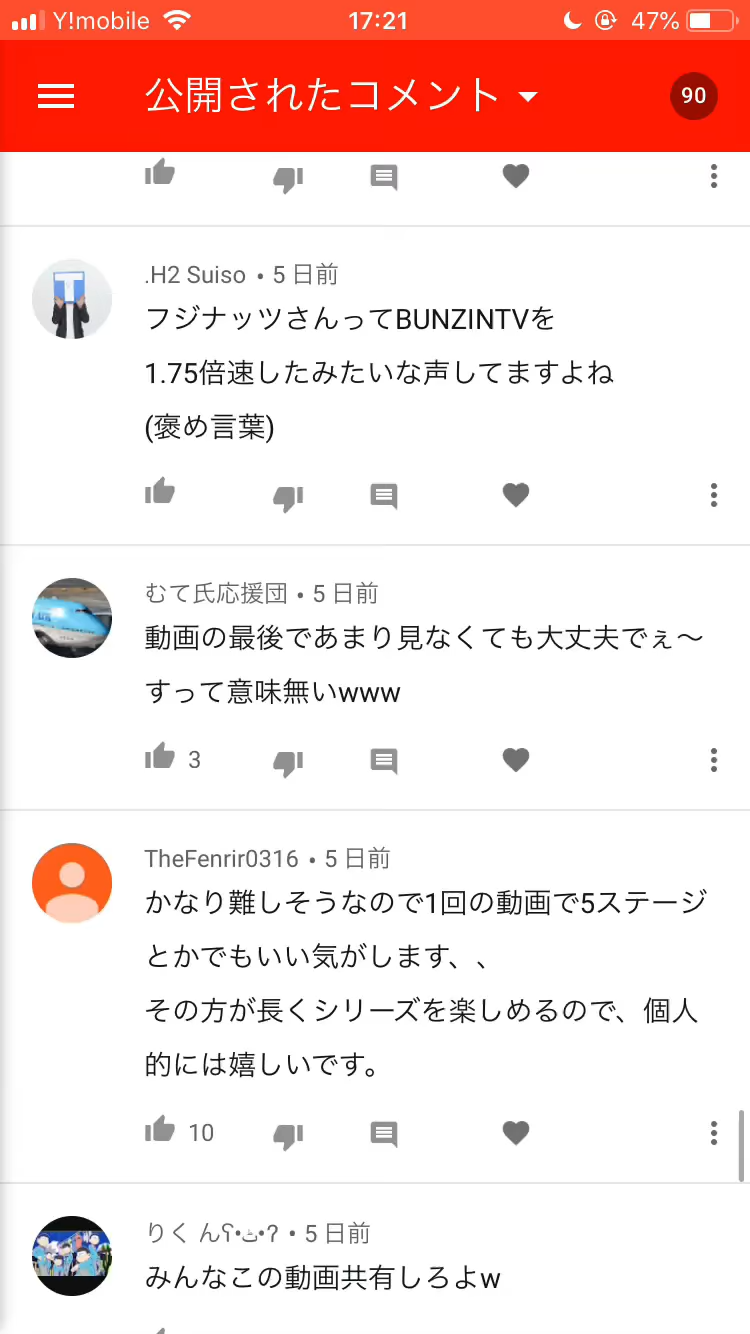 Y!mobile 17:21 47%
公開されたコメント 90
.H2 Suiso • 5 日前
フジナッツさんってBUNZINTVを
1.75倍速したみたいな声してますよね
(褒め言葉)
むて氏応援団 • 5 日前
動画の最後であまり見なくても大丈夫でぇ〜
すって意味無いwww
3
TheFenrir0316 • 5 日前
かなり難しそうなので1回の動画で5ステージ
とかでもいい気がします、、
その方が長くシリーズを楽しめるので、個人
的には嬉しいです。
10
りく んʕ•ٹ•ʔ • 5 日前
みんなこの動画共有しろよw